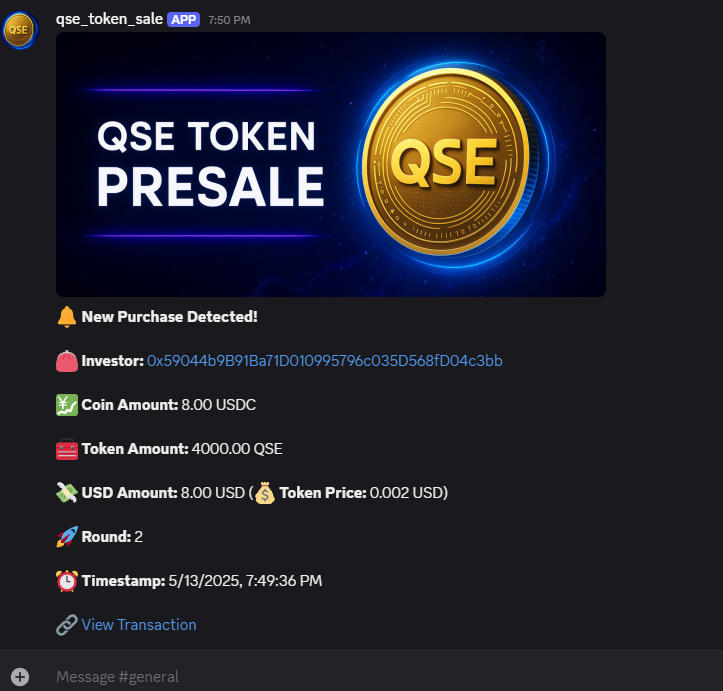 QSE
qse_token_sale APP 7:50 PM
QSE TOKEN
PRESALE
QSE
🔔 New Purchase Detected!
👛 Investor: 0x59044b9B91Ba71D010995796c035D568fD04c3bb
💹 Coin Amount: 8.00 USDC
🧰 Token Amount: 4000.00 QSE
💸 USD Amount: 8.00 USD (💰 Token Price: 0.002 USD)
🚀 Round: 2
⏰ Timestamp: 5/13/2025, 7:49:36 PM
🔗 View Transaction
Message #general